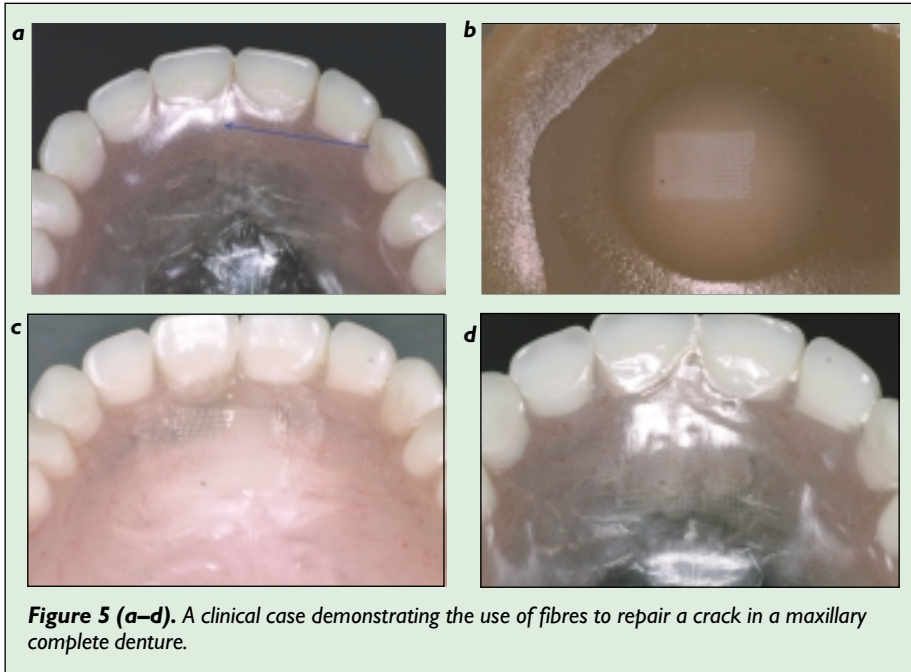 a
b
c
d
Figure 5 (a–d). A clinical case demonstrating the use of fibres to repair a crack in a maxillary
complete denture.